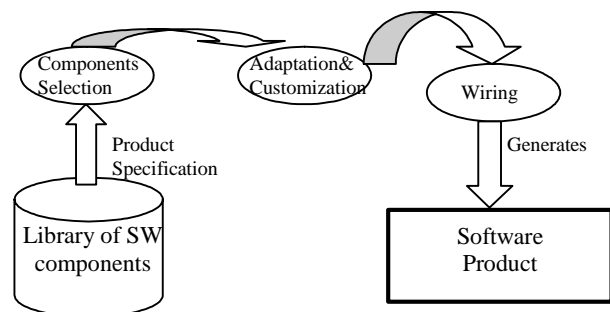 Components
Selection
Adaptation&
Customization
Wiring
Product
Specification
Generates
Library of SW
components
Software
Product